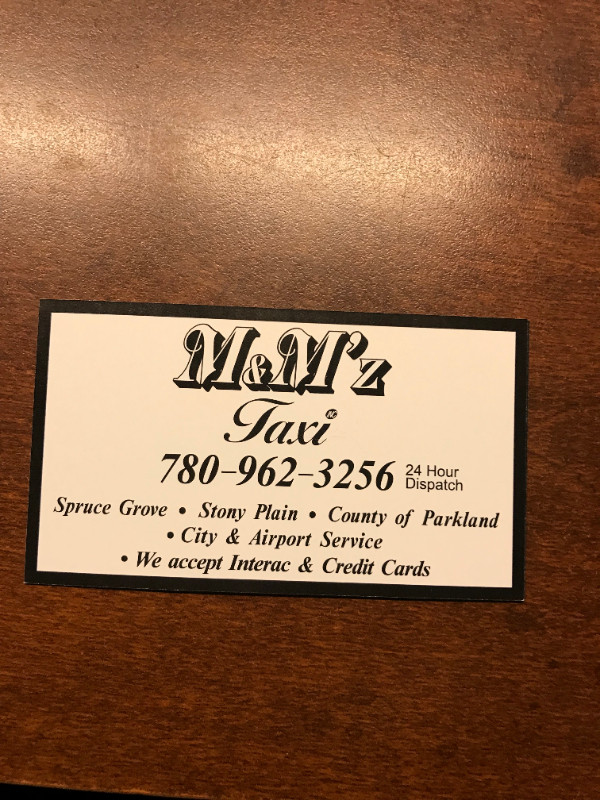 M&M'z
Taxi
780-962-3256 24 Hour
Dispatch
Spruce Grove • Stony Plain • County of Parkland
• City & Airport Service
• We accept Interac & Credit Cards